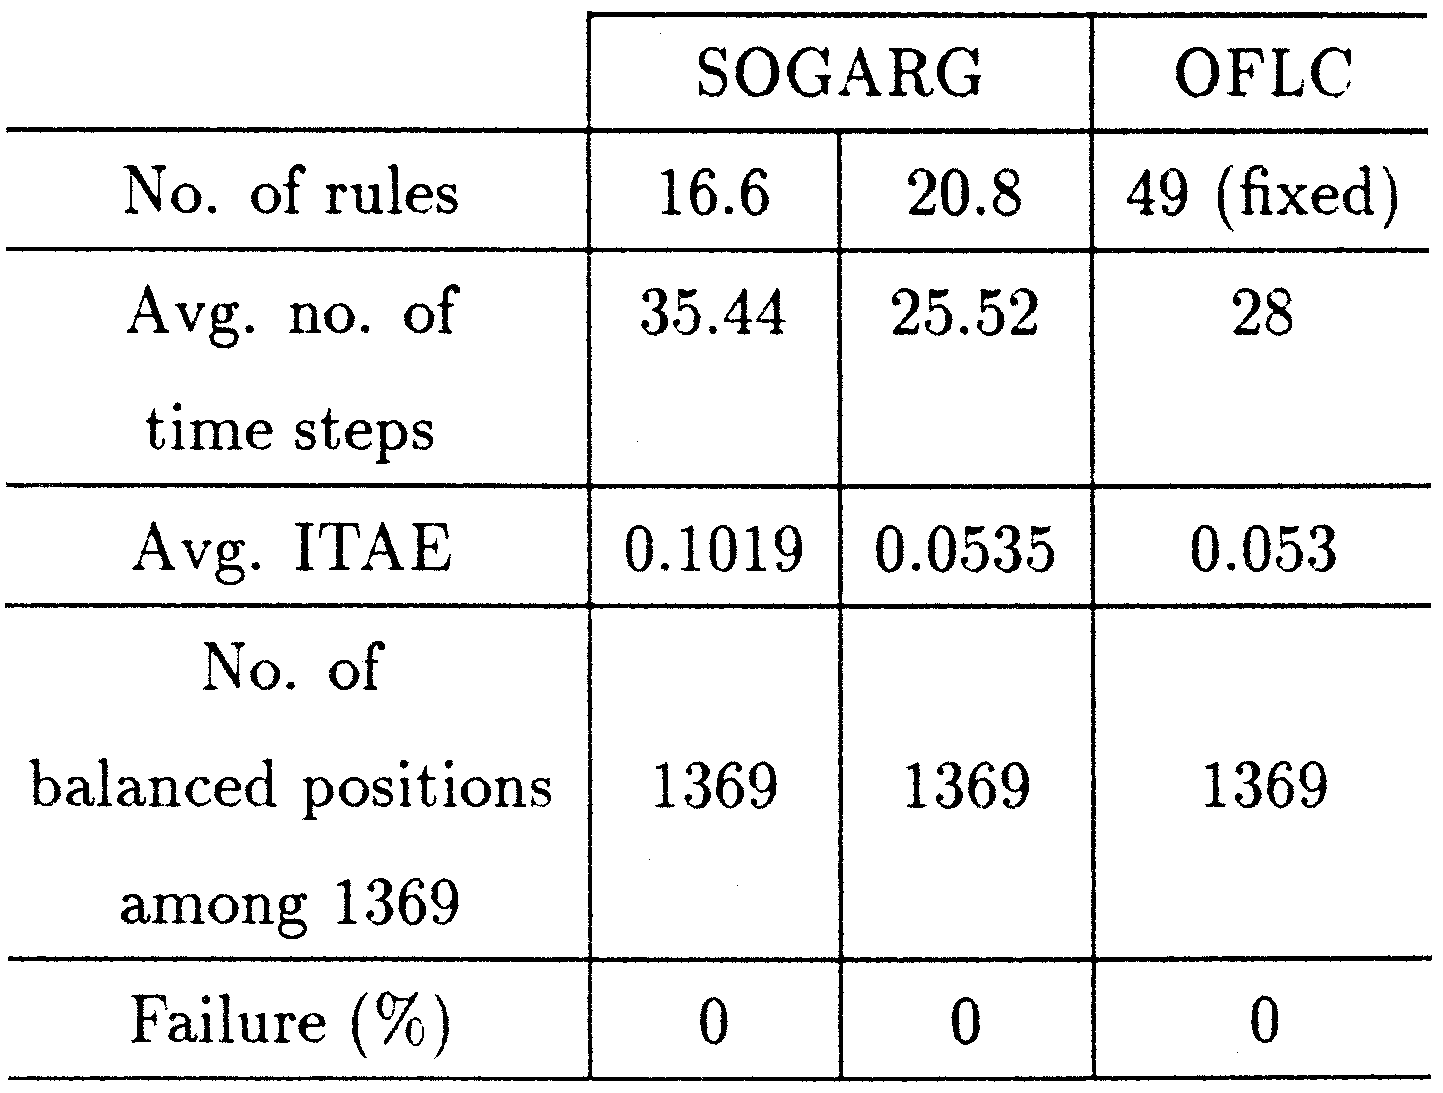 SOGARG OFLC
No. of rules 16.6 20.8 49 (fixed)
Avg. no. of 35.44 25.52 28
time steps
Avg. ITAE 0.1019 0.0535 0.053
No. of
balanced positions 1369 1369 1369
among 1369
Failure (%) 0 0 0